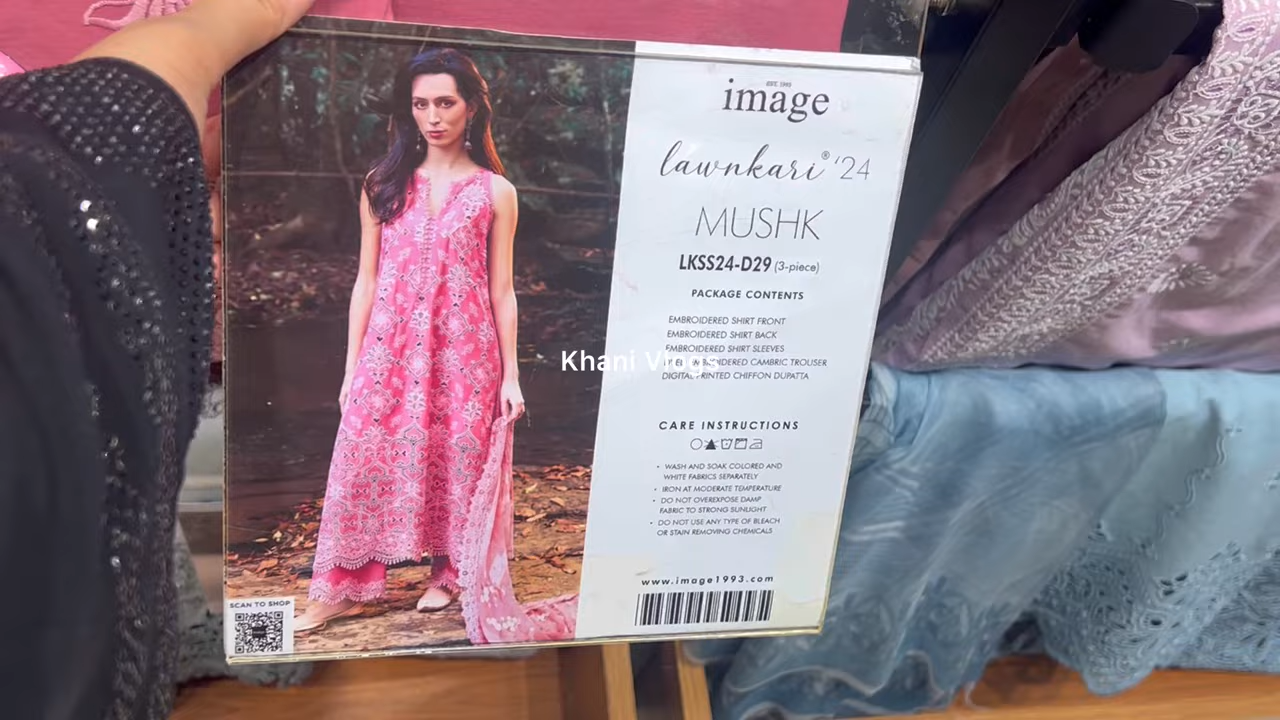 EST. 1993
image
lawnkari® '24
MUSHK
LKSS24-D29 (3-piece)
PACKAGE CONTENTS
EMBROIDERED SHIRT FRONT
EMBROIDERED SHIRT BACK
EMBROIDERED SHIRT SLEEVES
CAMBRIC TROUSER
DIGITAL PRINTED CHIFFON DUPATTA
Khani Vlogs
CARE INSTRUCTIONS
• WASH AND SOAK COLORED AND
WHITE FABRICS SEPARATELY
• IRON AT MODERATE TEMPERATURE
• DO NOT OVEREXPOSE DAMP
FABRIC TO STRONG SUNLIGHT
• DO NOT USE ANY TYPE OF BLEACH
OR STAIN REMOVING CHEMICALS
www.image1993.com
SCAN TO SHOP